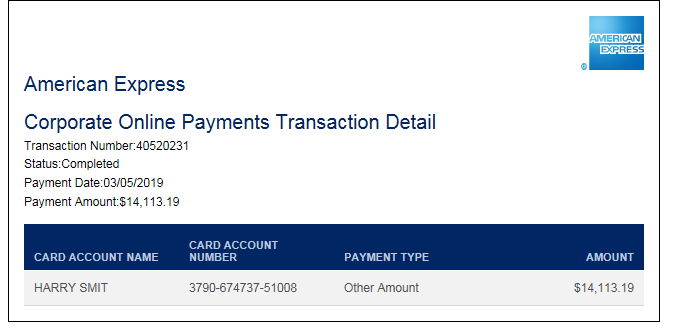 AMERICAN
EXPRESS
®
American Express
Corporate Online Payments Transaction Detail
Transaction Number:40520231
Status:Completed
Payment Date:03/05/2019
Payment Amount:$14,113.19
CARD ACCOUNT NAME CARD ACCOUNT NUMBER PAYMENT TYPE AMOUNT
HARRY SMIT 3790-674737-51008 Other Amount $14,113.19